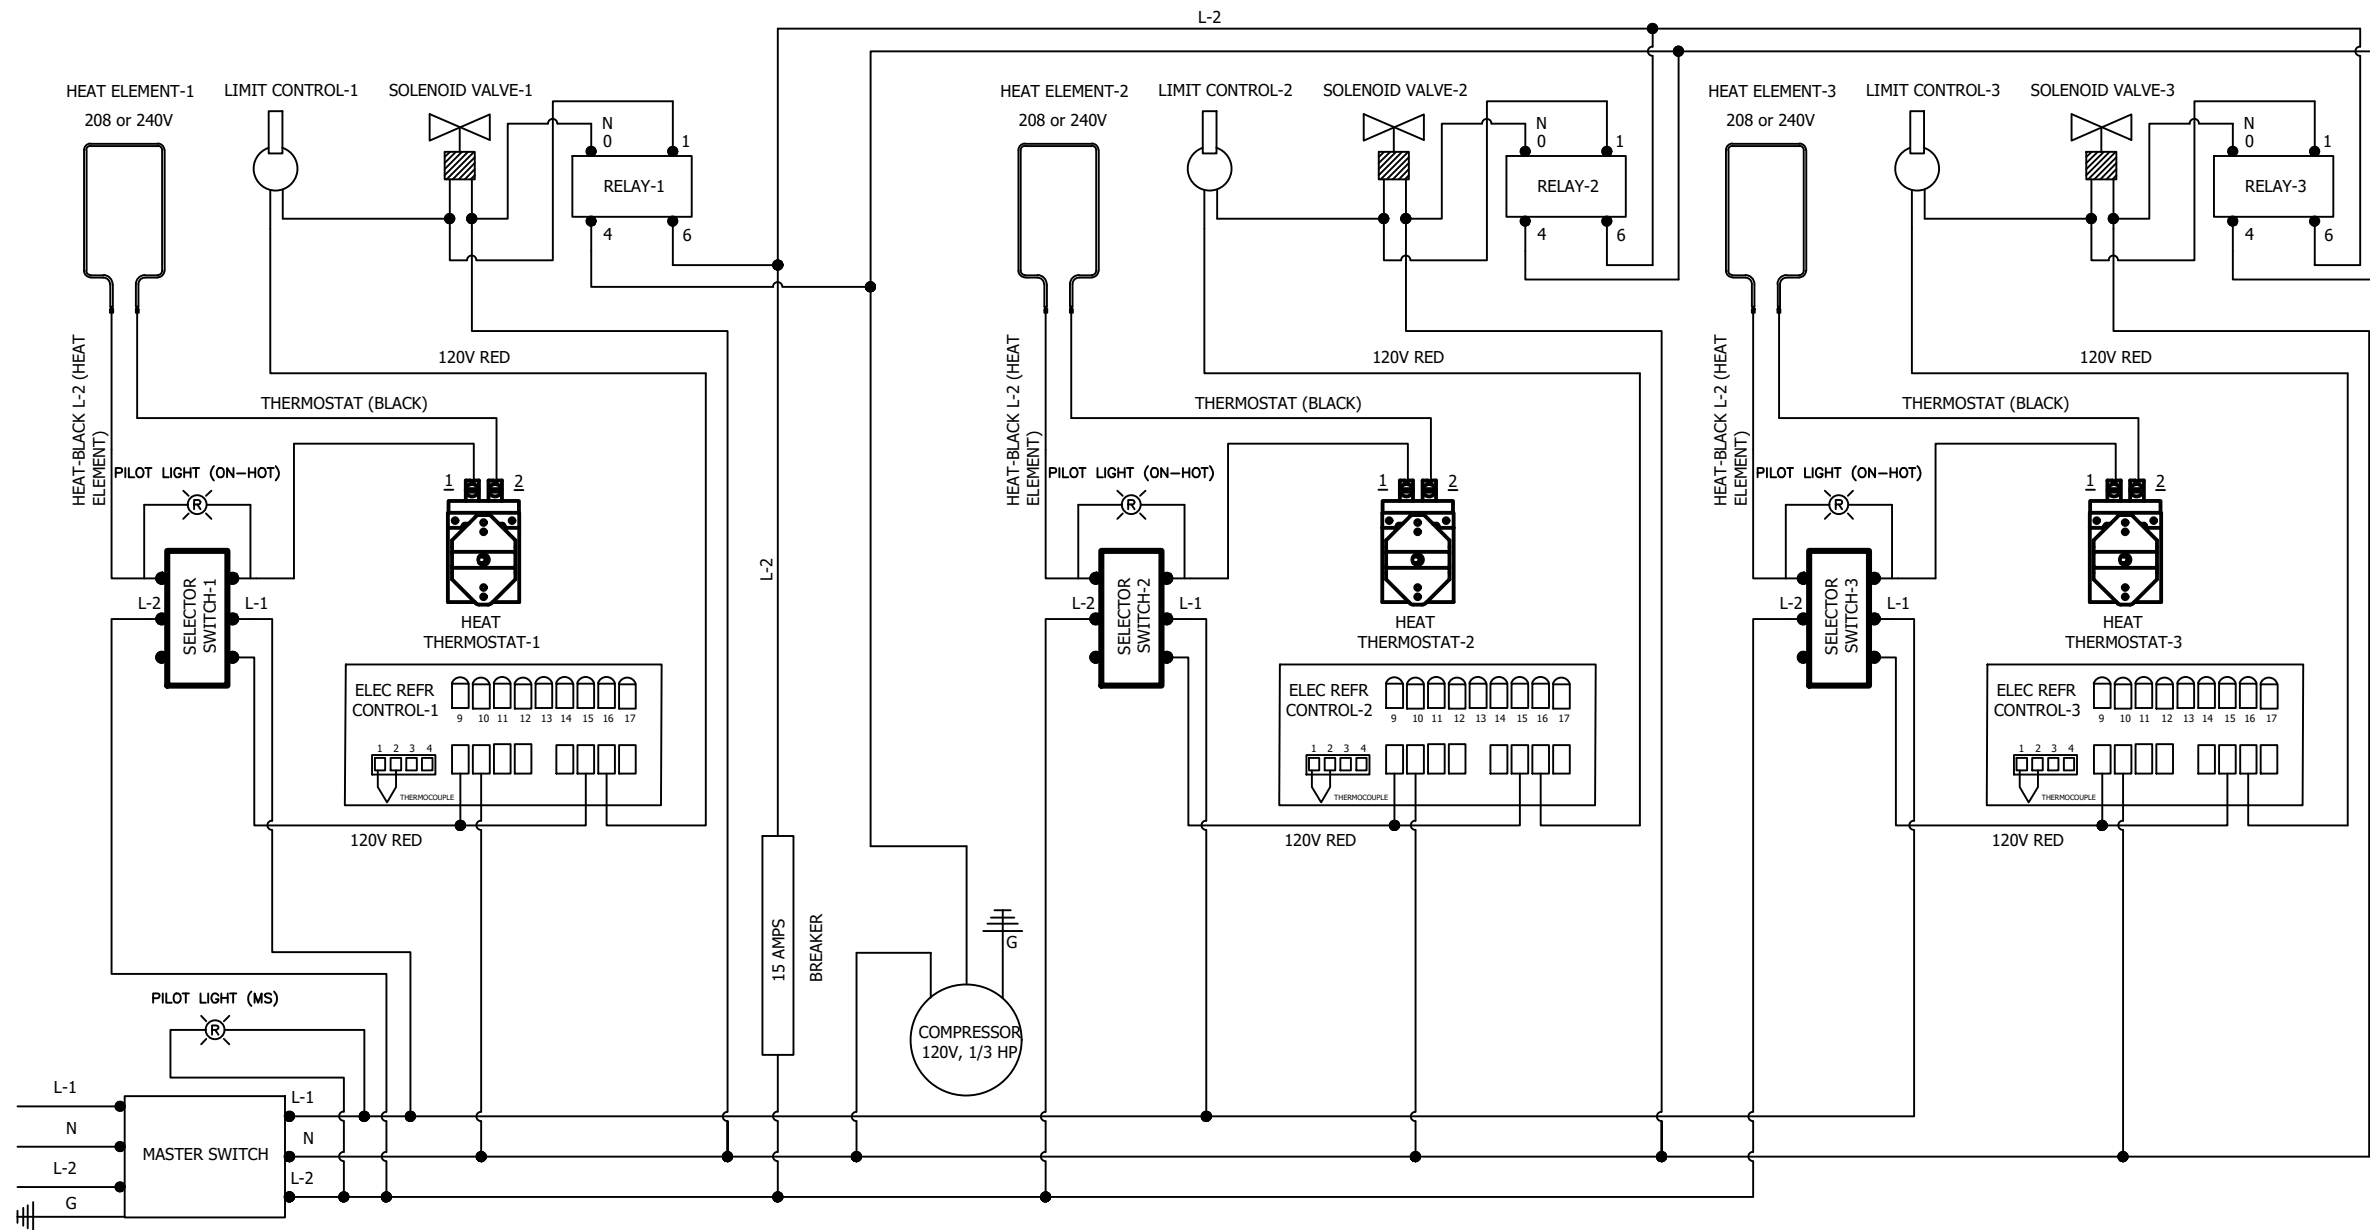 L-2
HEAT ELEMENT-1
208 or 240V
LIMIT CONTROL-1
SOLENOID VALVE-1
N
0
1
RELAY-1
4
6
120V RED
HEAT-BLACK L-2 (HEAT
ELEMENT)
THERMOSTAT (BLACK)
PILOT LIGHT (ON-HOT)
R
1
2
L-2
SELECTOR
SWITCH-1
L-1
HEAT
THERMOSTAT-1
ELEC REFR
CONTROL-1
9 10 11 12 13 14 15 16 17
1 2 3 4
THERMOCOUPLE
120V RED
L-2
15 AMPS
BREAKER
G
COMPRESSOR
120V, 1/3 HP
HEAT ELEMENT-2
208 or 240V
LIMIT CONTROL-2
SOLENOID VALVE-2
N
0
1
RELAY-2
4
6
120V RED
HEAT-BLACK L-2 (HEAT
ELEMENT)
THERMOSTAT (BLACK)
PILOT LIGHT (ON-HOT)
R
1
2
L-2
SELECTOR
SWITCH-2
L-1
HEAT
THERMOSTAT-2
ELEC REFR
CONTROL-2
9 10 11 12 13 14 15 16 17
1 2 3 4
THERMOCOUPLE
120V RED
HEAT ELEMENT-3
208 or 240V
LIMIT CONTROL-3
SOLENOID VALVE-3
N
0
1
RELAY-3
4
6
120V RED
HEAT-BLACK L-2 (HEAT
ELEMENT)
THERMOSTAT (BLACK)
PILOT LIGHT (ON-HOT)
R
1
2
L-2
SELECTOR
SWITCH-3
L-1
HEAT
THERMOSTAT-3
ELEC REFR
CONTROL-3
9 10 11 12 13 14 15 16 17
1 2 3 4
THERMOCOUPLE
120V RED
PILOT LIGHT (MS)
R
L-1
N
L-2
G
MASTER SWITCH
L-1
N
L-2